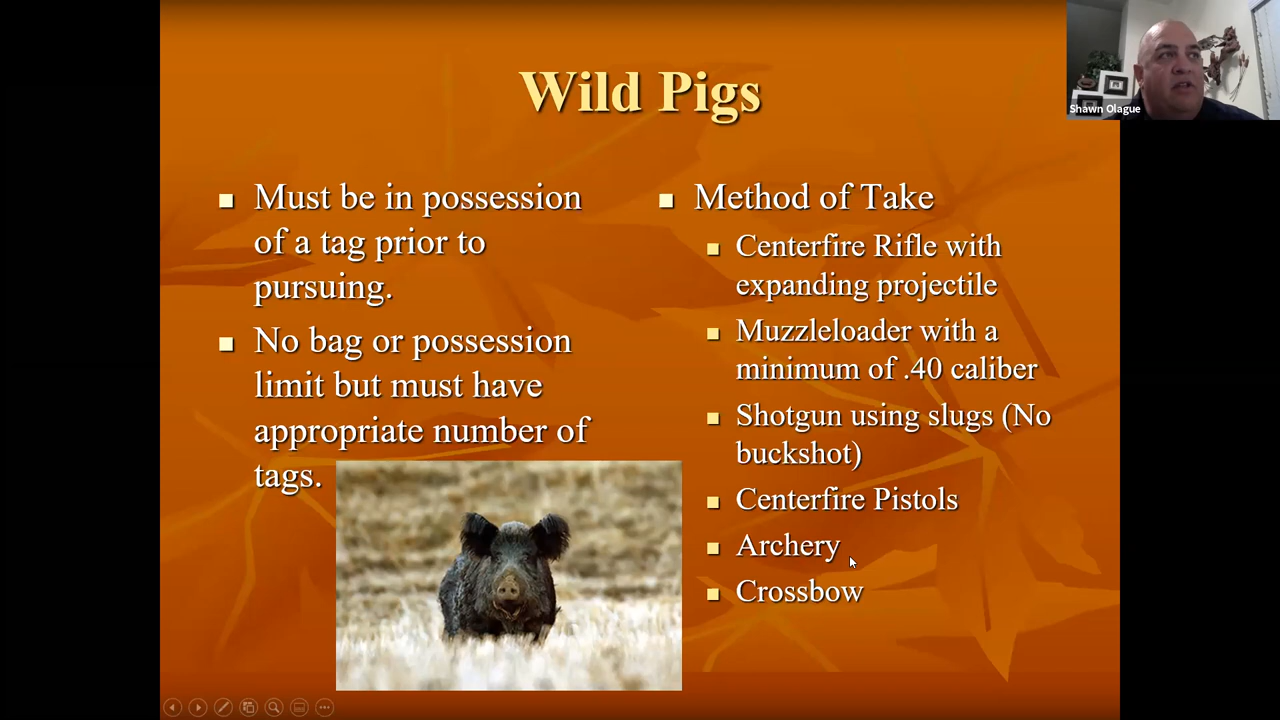 Wild Pigs
Must be in possession
of a tag prior to
pursuing.
No bag or possession
limit but must have
appropriate number of
tags.
Method of Take
Centerfire Rifle with
expanding projectile
Muzzleloader with a
minimum of .40 caliber
Shotgun using slugs (No
buckshot)
Centerfire Pistols
Archery
Crossbow
Shawn Olague